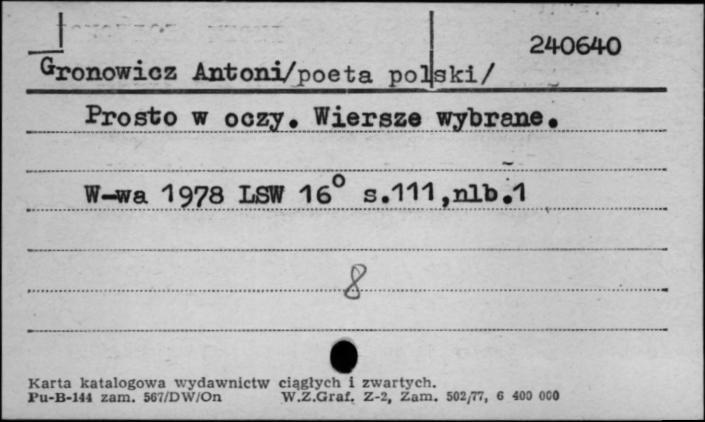 240640
Gronowicz Antoni/poeta polski/
Prosto w oczy. Wiersze wybrane.
W-wa 1978 LSW 16° s.111,nlb.1
8
Karta katalogowa wydawnictw ciągłych i zwartych.
Pu-B-144 zam. 567/DW/On W.Z.Graf. Z-2, Zam. 502/77, 6 400 000